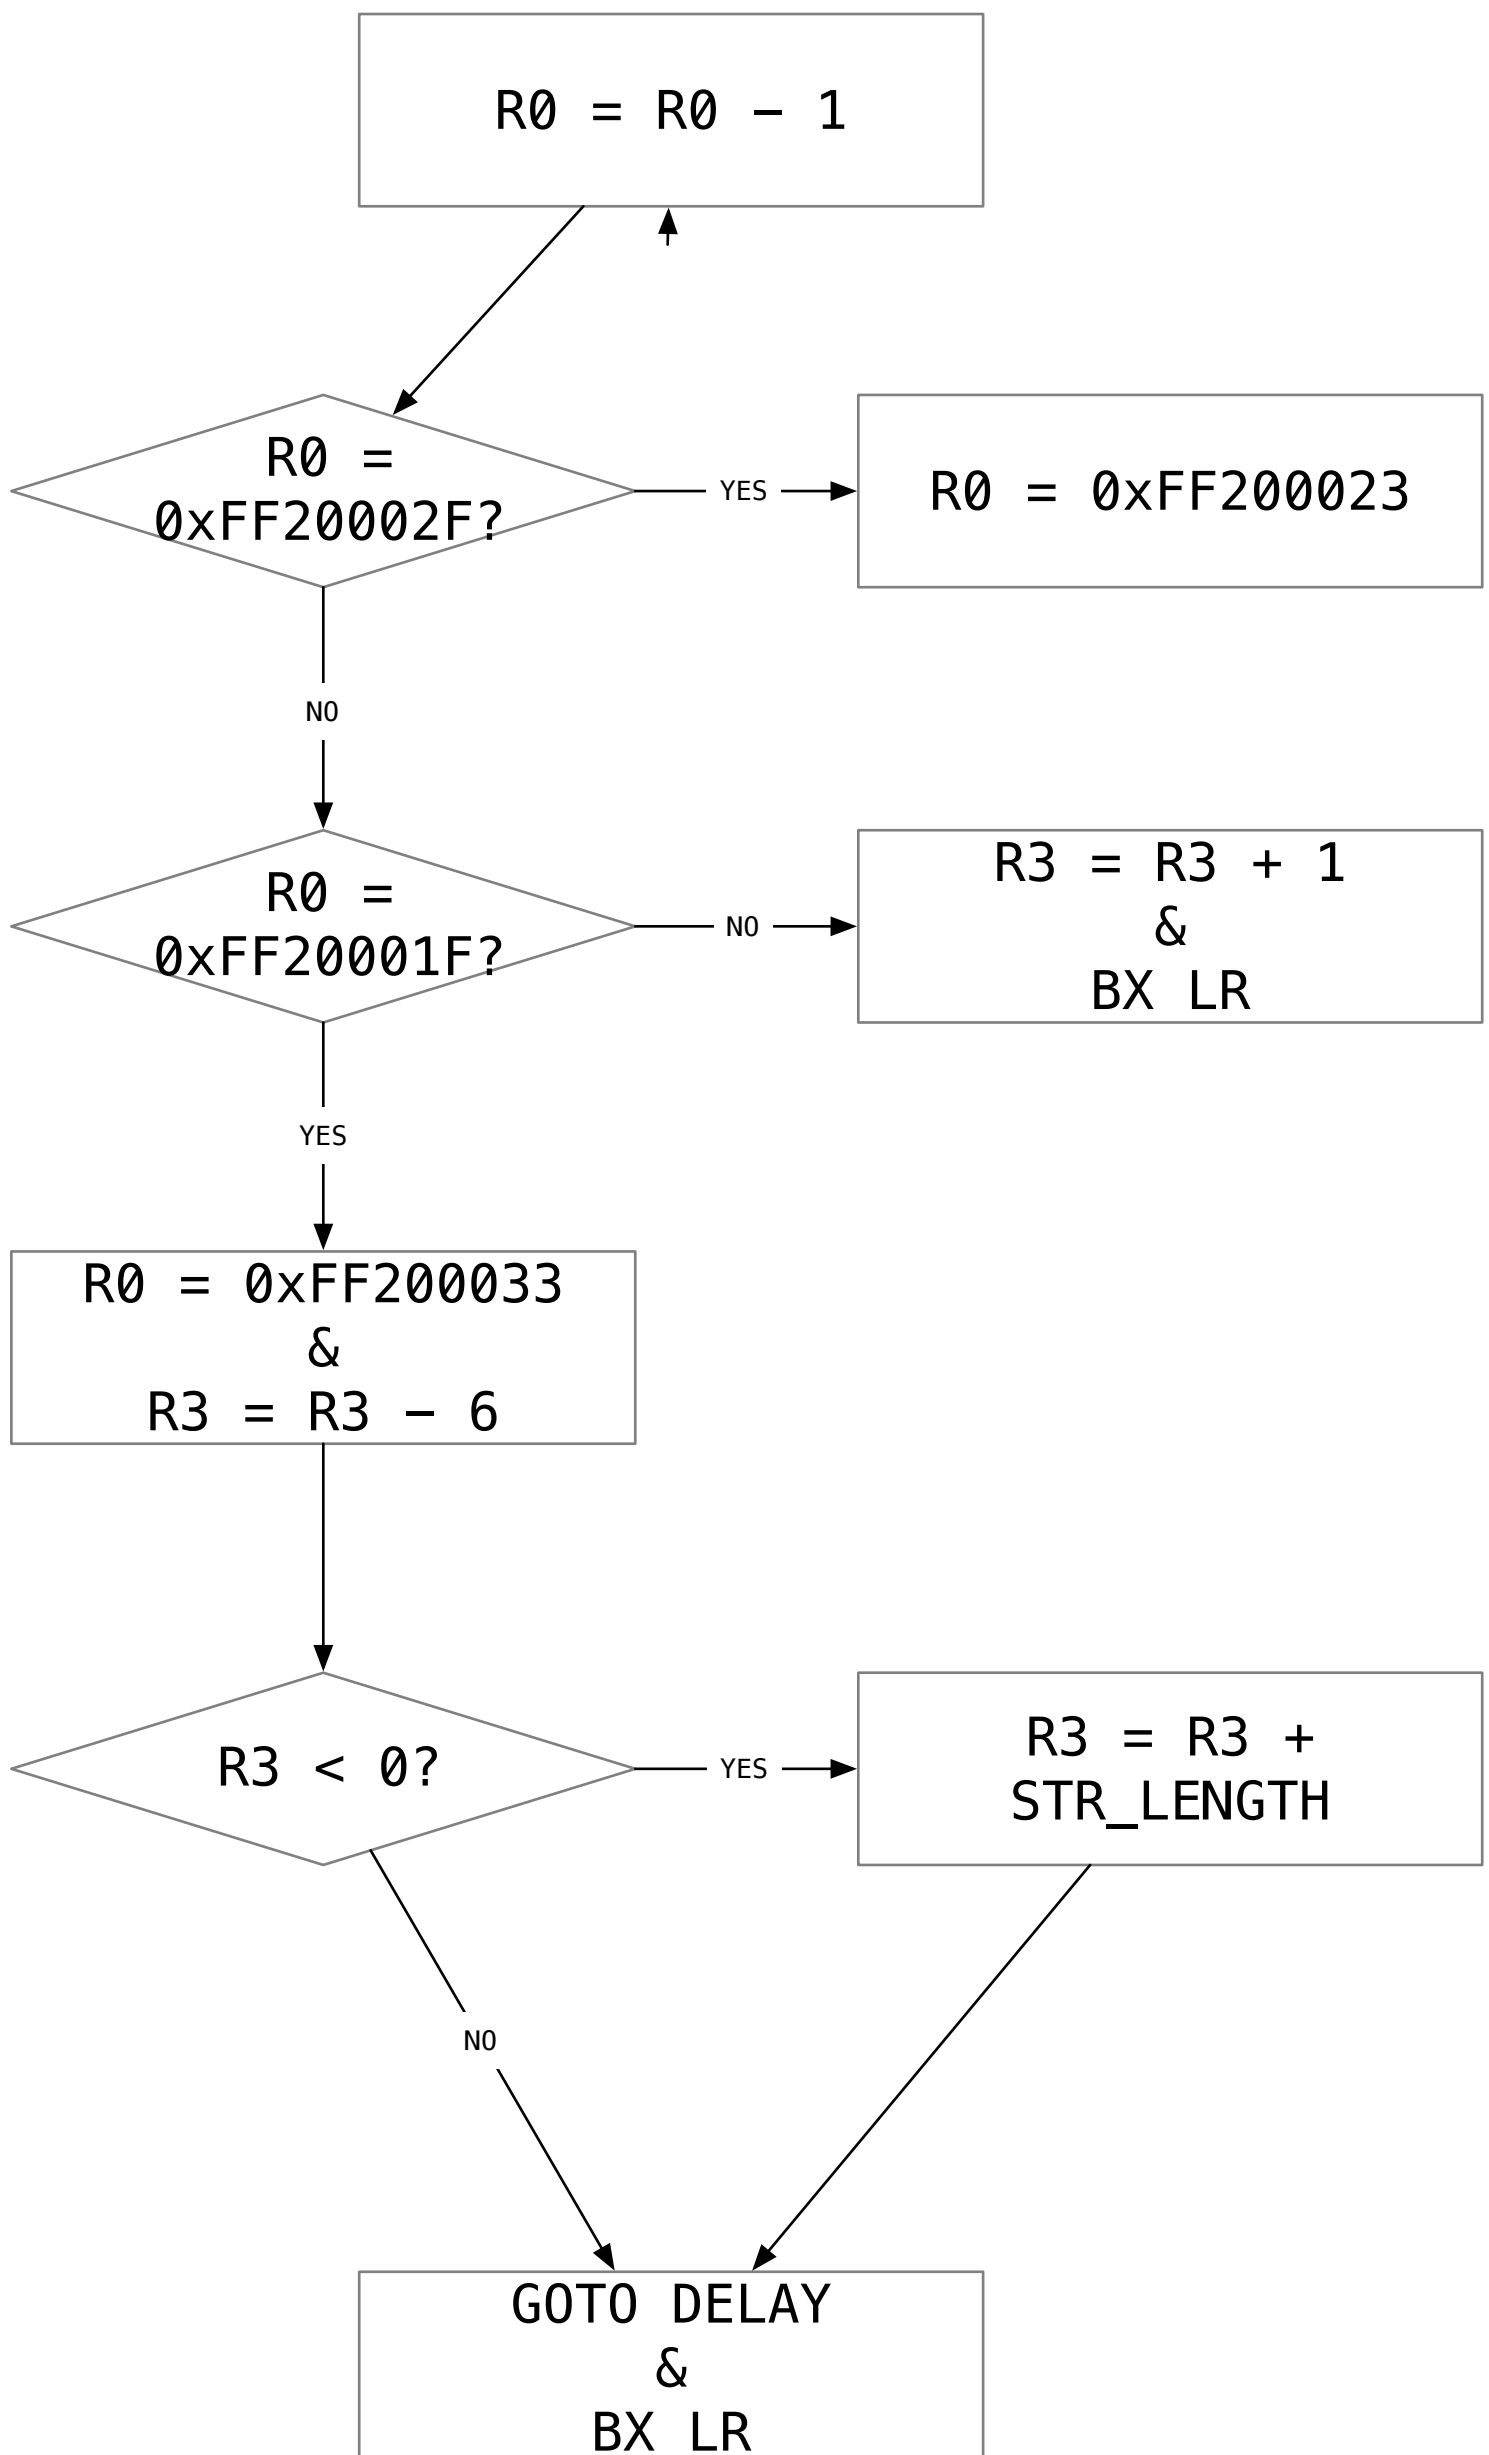 R0 = R0 − 1
R0 =
0xFF20002F?
YES
R0 = 0xFF200023
NO
R0 =
0xFF20001F?
NO
R3 = R3 + 1
&
BX LR
YES
R0 = 0xFF200033
&
R3 = R3 − 6
R3 < 0?
YES
R3 = R3 +
STR_LENGTH
NO
GOTO DELAY
&
BX LR